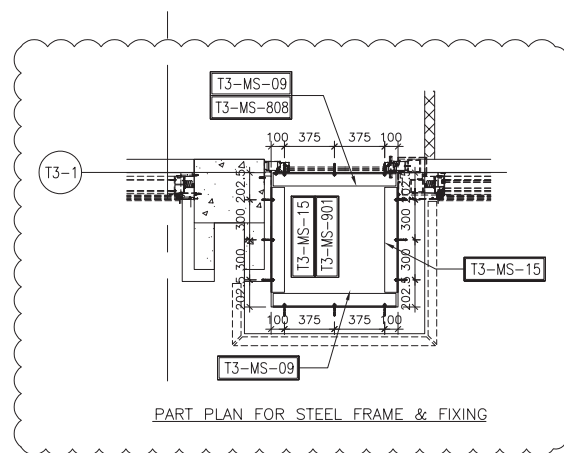 T3-MS-09
T3-MS-808
100 375 375 100
T3-1
202.5
300
300
202.5
T3-MS-15
T3-MS-901
202.5
300
300
202.5
T3-MS-15
100 375 375 100
T3-MS-09
PART PLAN FOR STEEL FRAME & FIXING